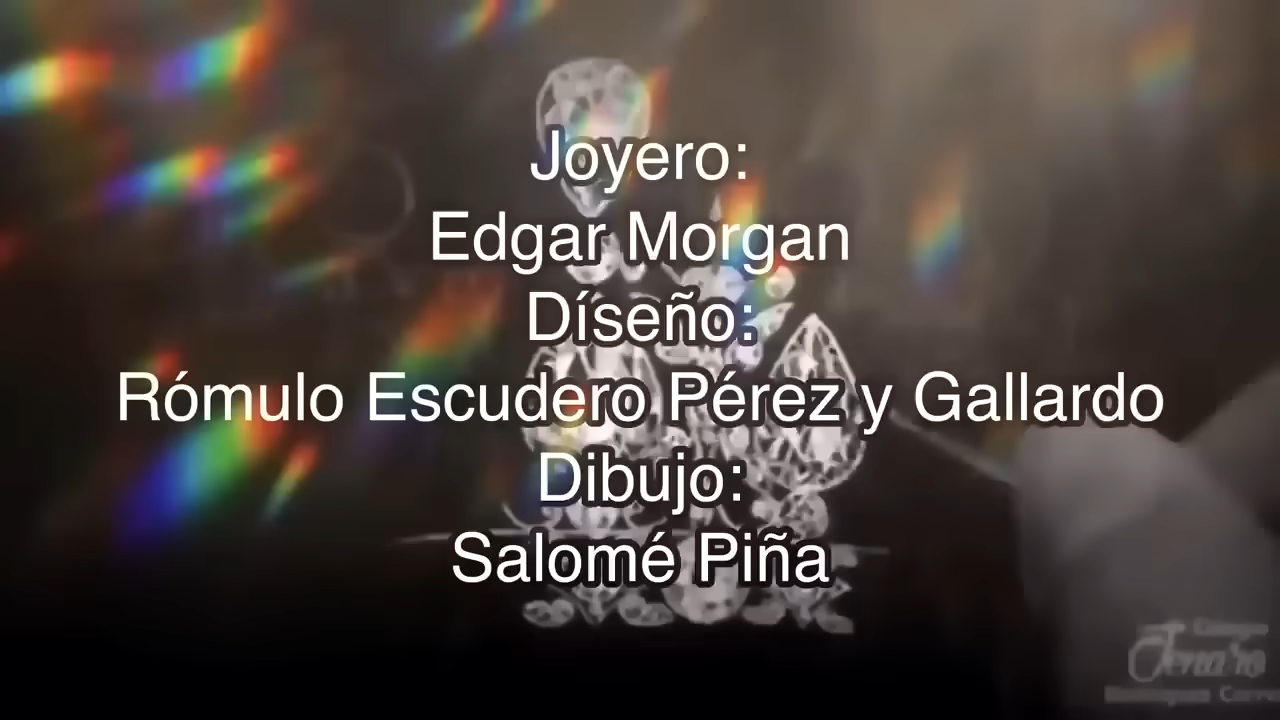 Joyero:
Edgar Morgan
Díseño:
Rómulo Escudero Pérez y Gallardo
Dibujo:
Salomé Piña